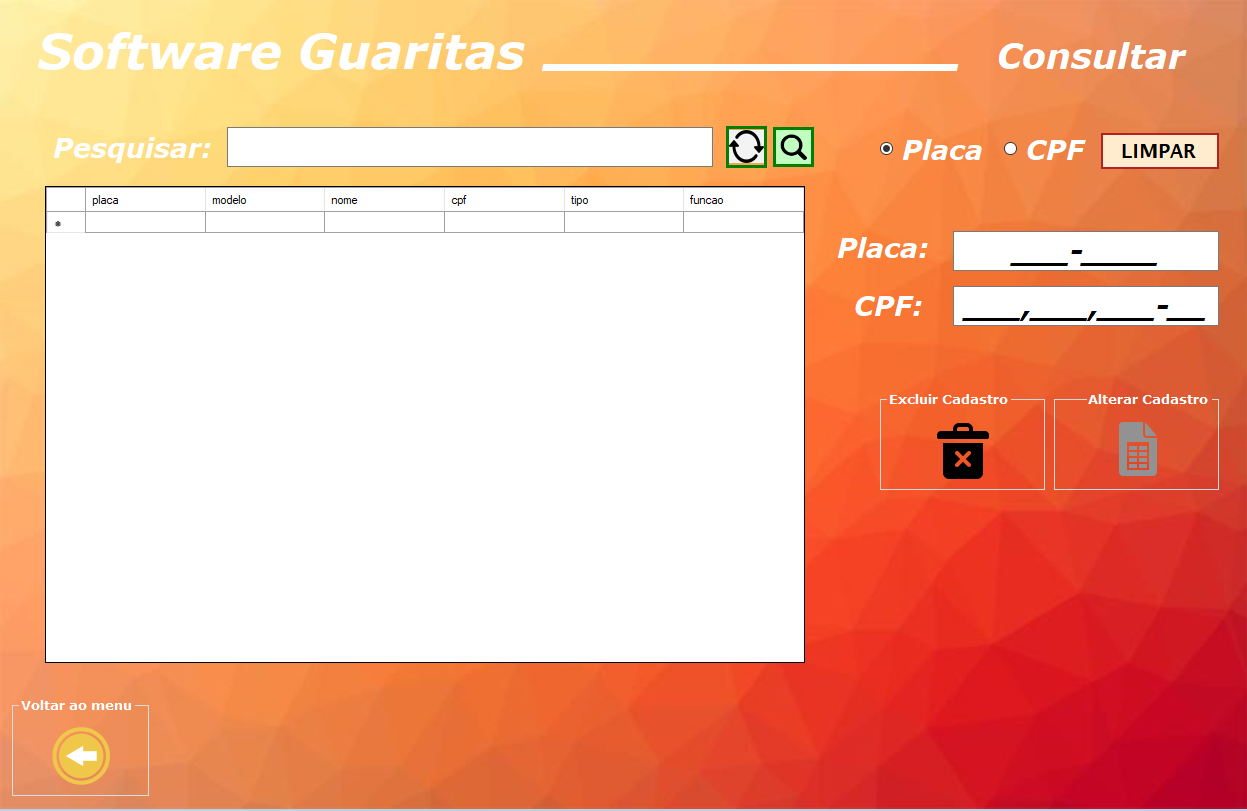 Software Guaritas Consultar
Pesquisar: Placa CPF LIMPAR
placa modelo nome cpf tipo funcao
Placa: ___-____
CPF: ___,___,___-__
Excluir Cadastro Alterar Cadastro
Voltar ao menu